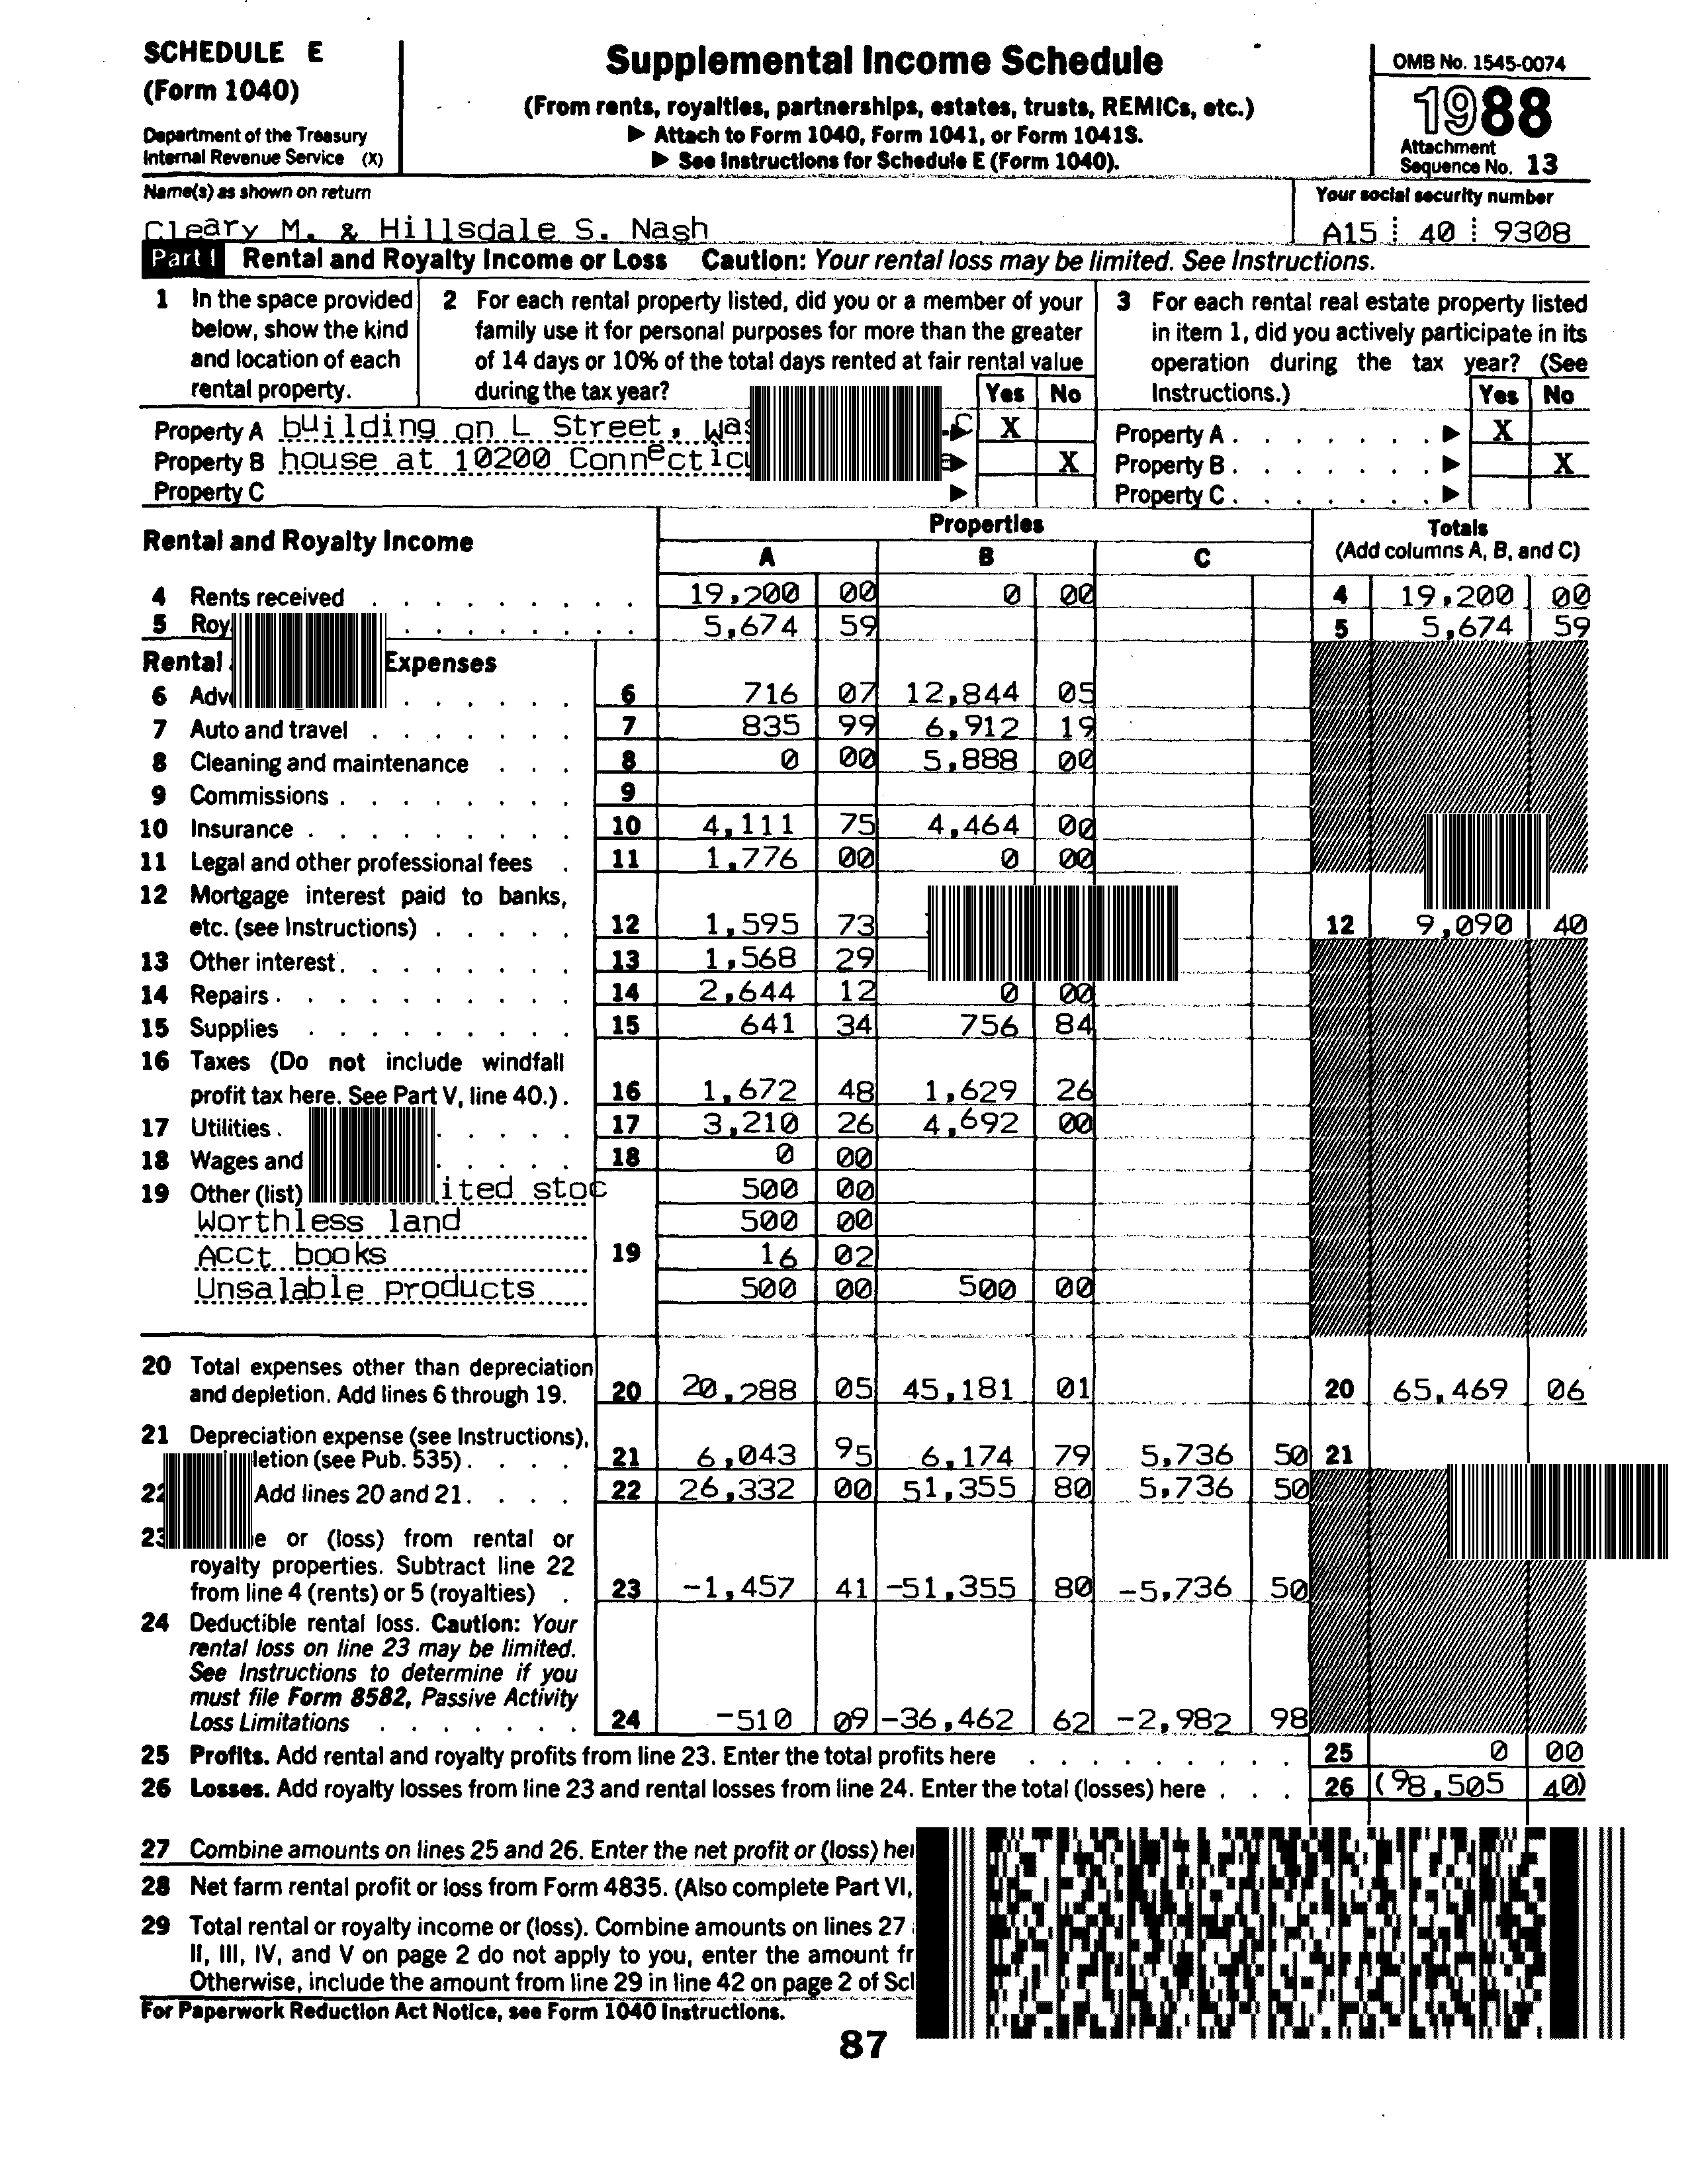 SCHEDULE E
(Form 1040)
Department of the Treasury
Internal Revenue Service (X)
Supplemental Income Schedule
(From rents, royalties, partnerships, estates, trusts, REMICs, etc.)
▶ Attach to Form 1040, Form 1041, or Form 1041S.
▶ See Instructions for Schedule E (Form 1040).
OMB No. 1545-0074
1988
Attachment
Sequence No. 13
Name(s) as shown on return
Your social security number
Cleary M. & Hillsdale S. Nash
A15 40 9308
Part I Rental and Royalty Income or Loss Caution: Your rental loss may be limited. See Instructions.
1 In the space provided below, show the kind and location of each rental property.
2 For each rental property listed, did you or a member of your family use it for personal purposes for more than the greater of 14 days or 10% of the total days rented at fair rental value during the tax year?
Yes No
3 For each rental real estate property listed in item 1, did you actively participate in its operation during the tax year? (See Instructions.)
Yes No
Property A building on L Street, ▶ X
Property A . . . . . . . ▶ X
Property B house at 10200 ▶ X
Property B . . . . . . . ▶ X
Property C ▶
Property C . . . . . . . ▶
Rental and Royalty Income
Properties
A B C
Totals
(Add columns A, B, and C)
4 Rents received . . . . . . . . . 19,200 00 0 00 4 19,200 00
5 . . . . . . . . 5,674 59 5 5,674 59
Rental Expenses
6 . . . . . . 6 716 07 12,844 05
7 Auto and travel . . . . . . . 7 835 99 6,912 19
8 Cleaning and maintenance . . . 8 0 00 5,888 00
9 Commissions . . . . . . . . 9
10 Insurance . . . . . . . . . 10 4,111 75 4,464 00
11 Legal and other professional fees . 11 1,776 00 0 00
12 Mortgage interest paid to banks,
etc. (see Instructions) . . . . . 12 1,595 73 12 9,090 40
13 Other interest . . . . . . . . 13 1,568 29
14 Repairs . . . . . . . . . . 14 2,644 12 0 00
15 Supplies . . . . . . . . . 15 641 34 756 84
16 Taxes (Do not include windfall
profit tax here. See Part V, line 40.) . 16 1,672 48 1,629 26
17 Utilities . . . . . . 17 3,210 26 4,692 00
18 Wages and . . . . . 18 0 00
19 Other (list) stoc 500 00
Worthless land 500 00
Acct books 19 16 02
Unsalable products 500 00 500 00
20 Total expenses other than depreciation
and depletion. Add lines 6 through 19. 20 20,288 05 45,181 01 20 65,469 06
21 Depreciation expense (see Instructions),
(see Pub. 535) . . . . 21 6,043 95 6,174 79 5,736 50 21
Add lines 20 and 21. . . . 22 26,332 00 51,355 80 5,736 50
or (loss) from rental or
royalty properties. Subtract line 22
from line 4 (rents) or 5 (royalties) . 23 -1,457 41 -51,355 80 -5,736 50
24 Deductible rental loss. Caution: Your
rental loss on line 23 may be limited.
See Instructions to determine if you
must file Form 8582, Passive Activity
Loss Limitations . . . . . . . 24 -510 09 -36,462 62 -2,982 98
25 Profits. Add rental and royalty profits from line 23. Enter the total profits here . . . . . . . . . 25 0 00
26 Losses. Add royalty losses from line 23 and rental losses from line 24. Enter the total (losses) here . . . 26 (98,505 40)
27 Combine amounts on lines 25 and 26. Enter the net profit or (loss)
28 Net farm rental profit or loss from Form 4835. (Also complete Part VI,
29 Total rental or royalty income or (loss). Combine amounts on lines 27
II, III, IV, and V on page 2 do not apply to you, enter the amount
Otherwise, include the amount from line 29 in line 42 on page 2 of
For Paperwork Reduction Act Notice, see Form 1040 Instructions.
87